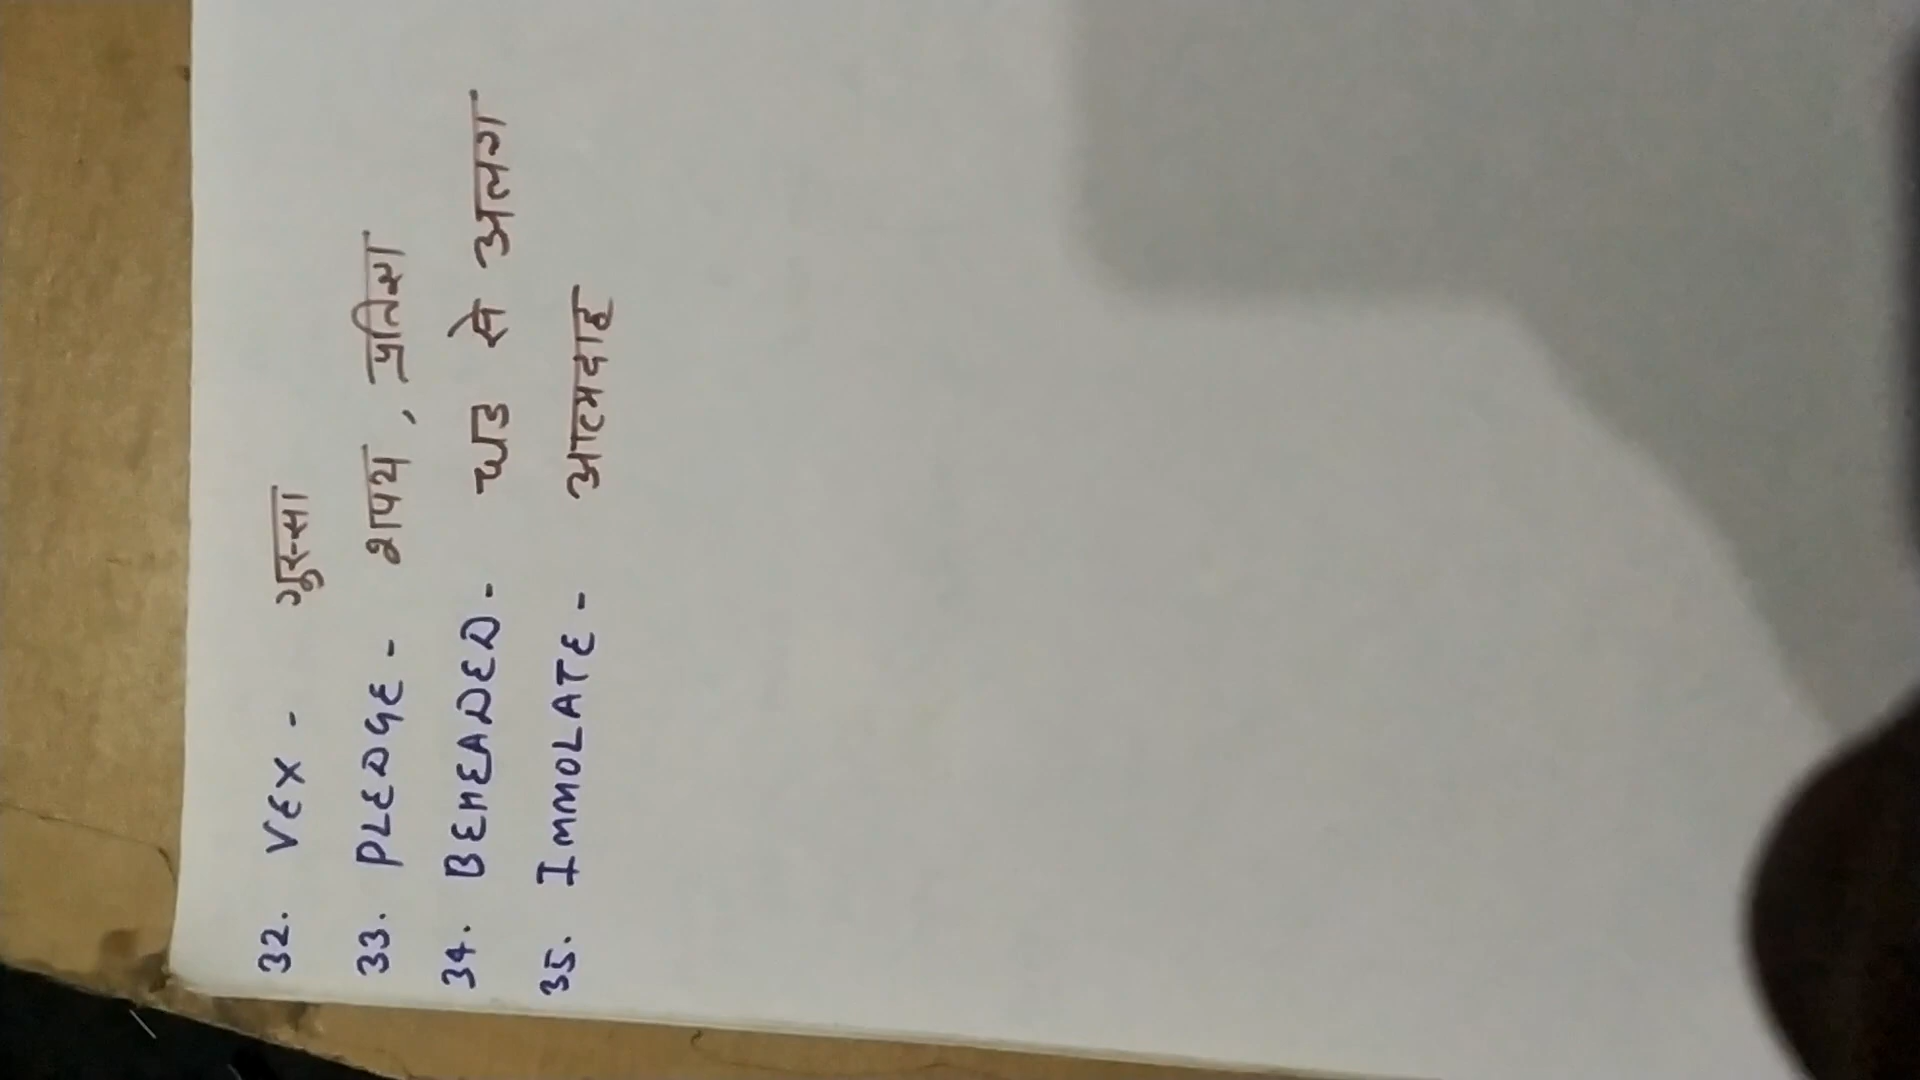 32. VEX - गुस्सा
33. PLEDGE - शपथ, प्रतिज्ञा
34. BEHEADED - धड से अलग
35. IMMOLATE - आत्मदाह